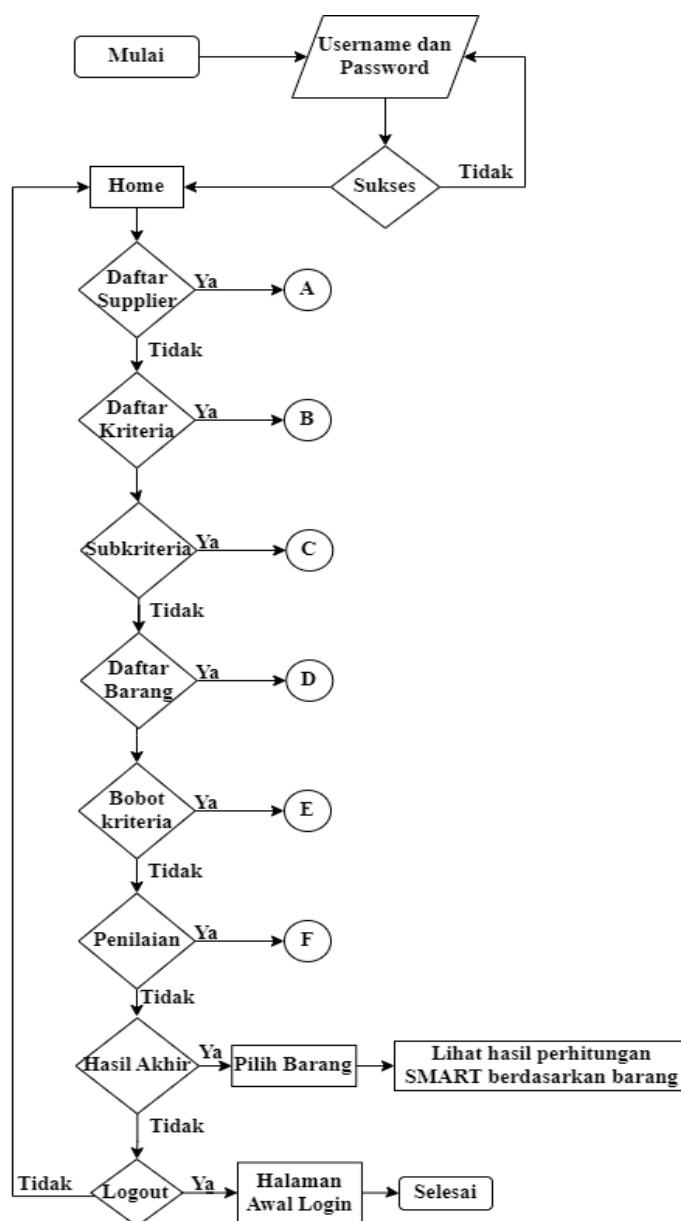 Mulai
Username dan
Password
Sukses
Tidak
Home
Daftar
Supplier
Ya
A
Tidak
Daftar
Kriteria
Ya
B
Subkriteria
Ya
C
Tidak
Daftar
Barang
Ya
D
Bobot
kriteria
Ya
E
Tidak
Penilaian
Ya
F
Tidak
Hasil Akhir
Ya
Pilih Barang
Lihat hasil perhitungan
SMART berdasarkan barang
Tidak
Tidak
Logout
Ya
Halaman
Awal Login
Selesai